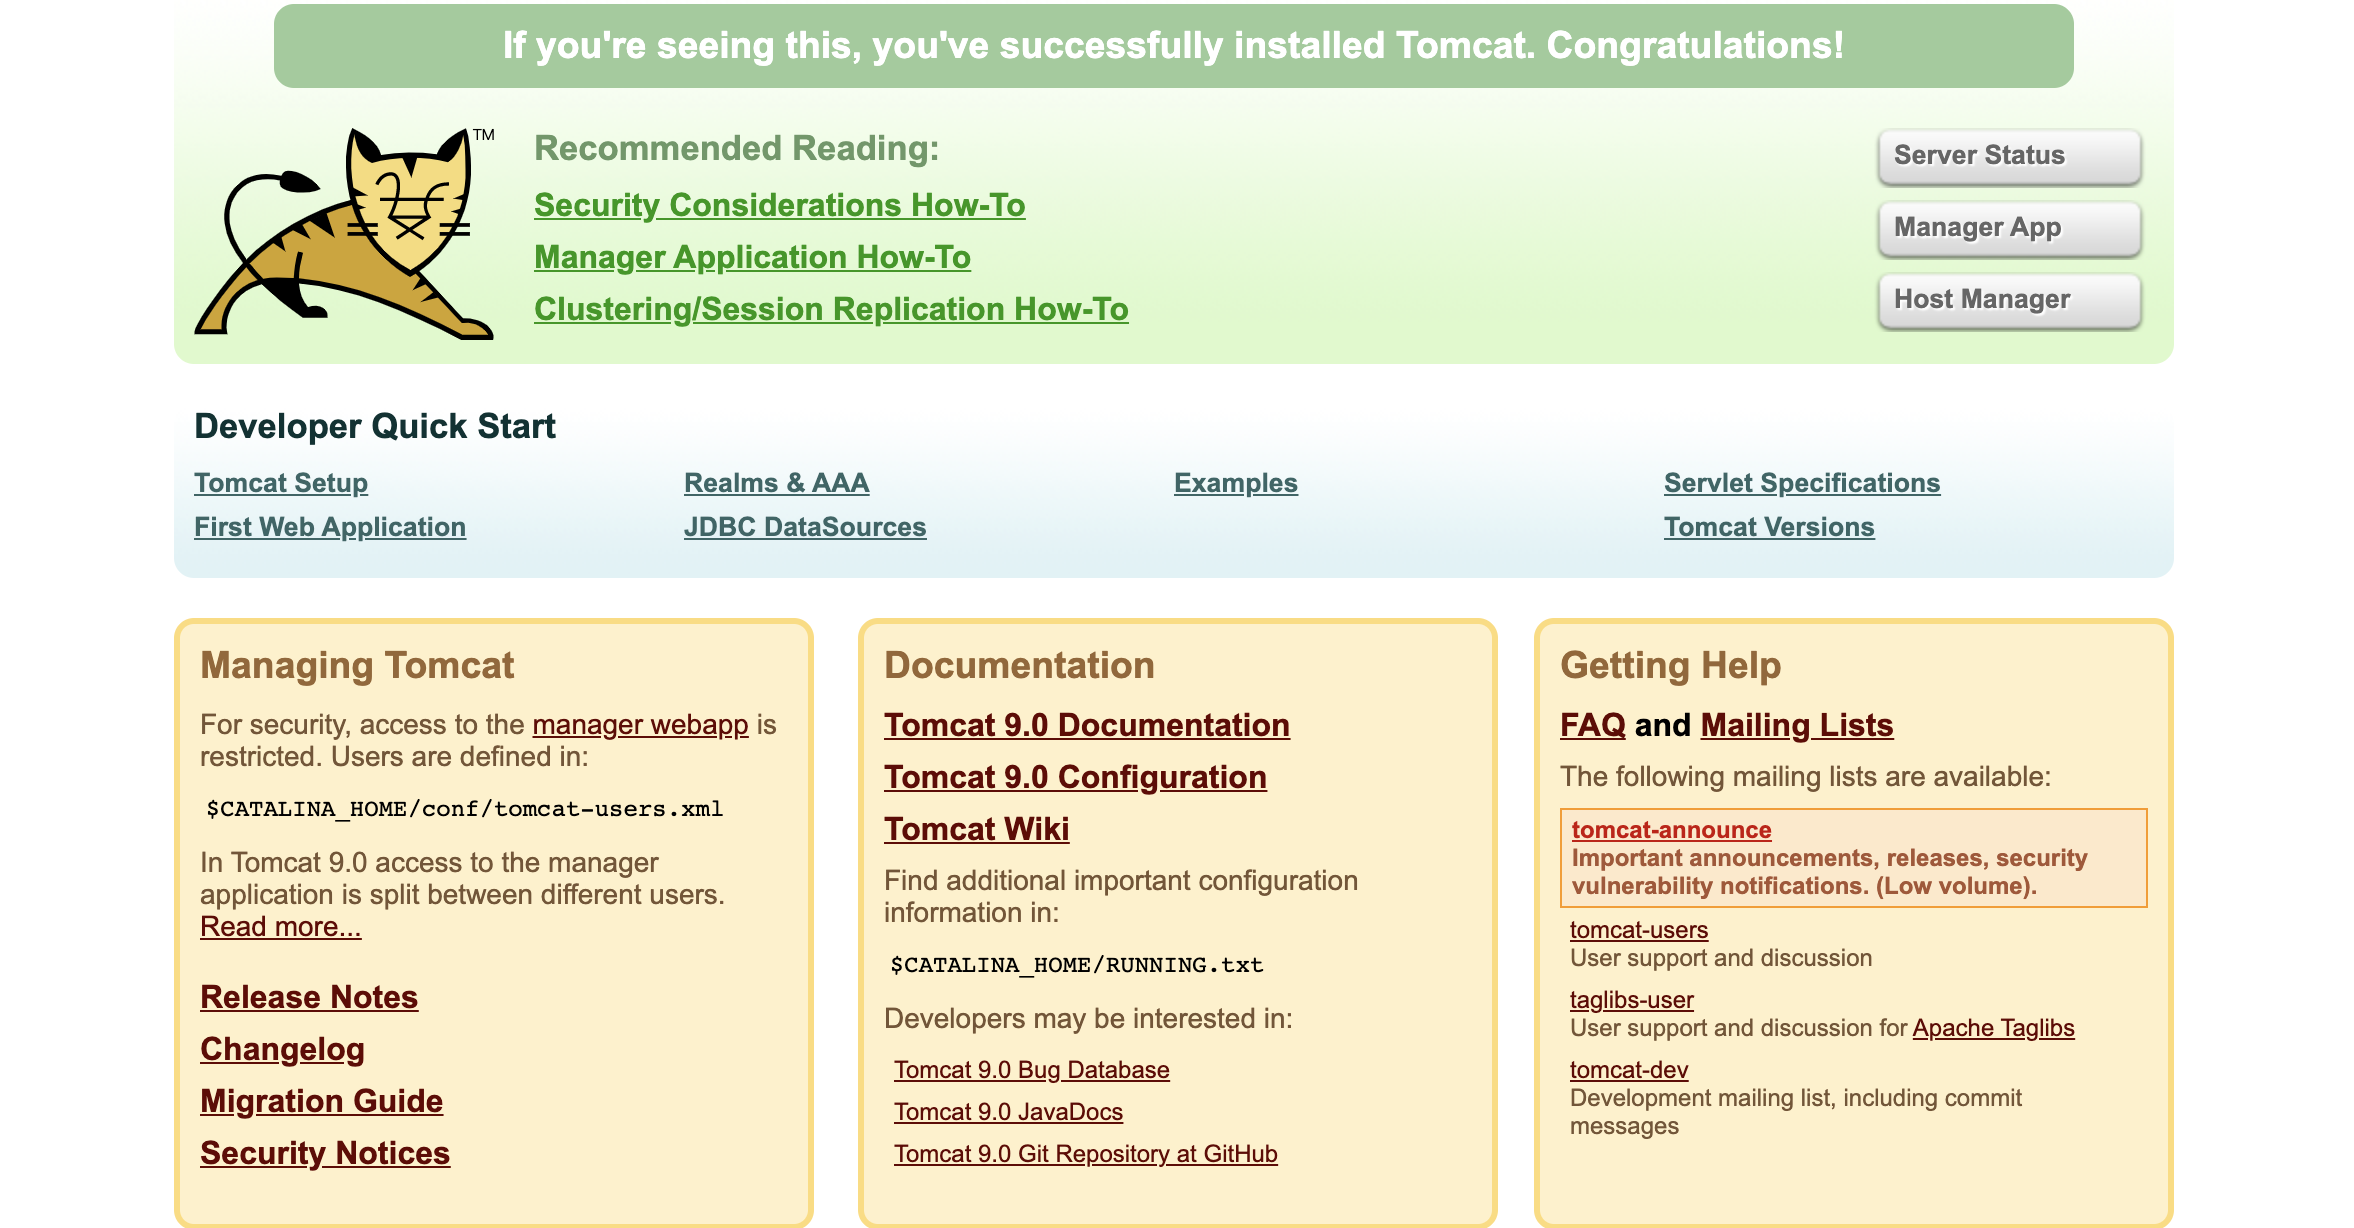 If you're seeing this, you've successfully installed Tomcat. Congratulations!
TM
Recommended Reading:
Security Considerations How-To
Manager Application How-To
Clustering/Session Replication How-To
Server Status
Manager App
Host Manager
Developer Quick Start
Tomcat Setup
First Web Application
Realms & AAA
JDBC DataSources
Examples
Servlet Specifications
Tomcat Versions
Managing Tomcat
For security, access to the manager webapp is
restricted. Users are defined in:
$CATALINA_HOME/conf/tomcat-users.xml
In Tomcat 9.0 access to the manager
application is split between different users.
Read more...
Release Notes
Changelog
Migration Guide
Security Notices
Documentation
Tomcat 9.0 Documentation
Tomcat 9.0 Configuration
Tomcat Wiki
Find additional important configuration
information in:
$CATALINA_HOME/RUNNING.txt
Developers may be interested in:
Tomcat 9.0 Bug Database
Tomcat 9.0 JavaDocs
Tomcat 9.0 Git Repository at GitHub
Getting Help
FAQ and Mailing Lists
The following mailing lists are available:
tomcat-announce
Important announcements, releases, security
vulnerability notifications. (Low volume).
tomcat-users
User support and discussion
taglibs-user
User support and discussion for Apache Taglibs
tomcat-dev
Development mailing list, including commit
messages